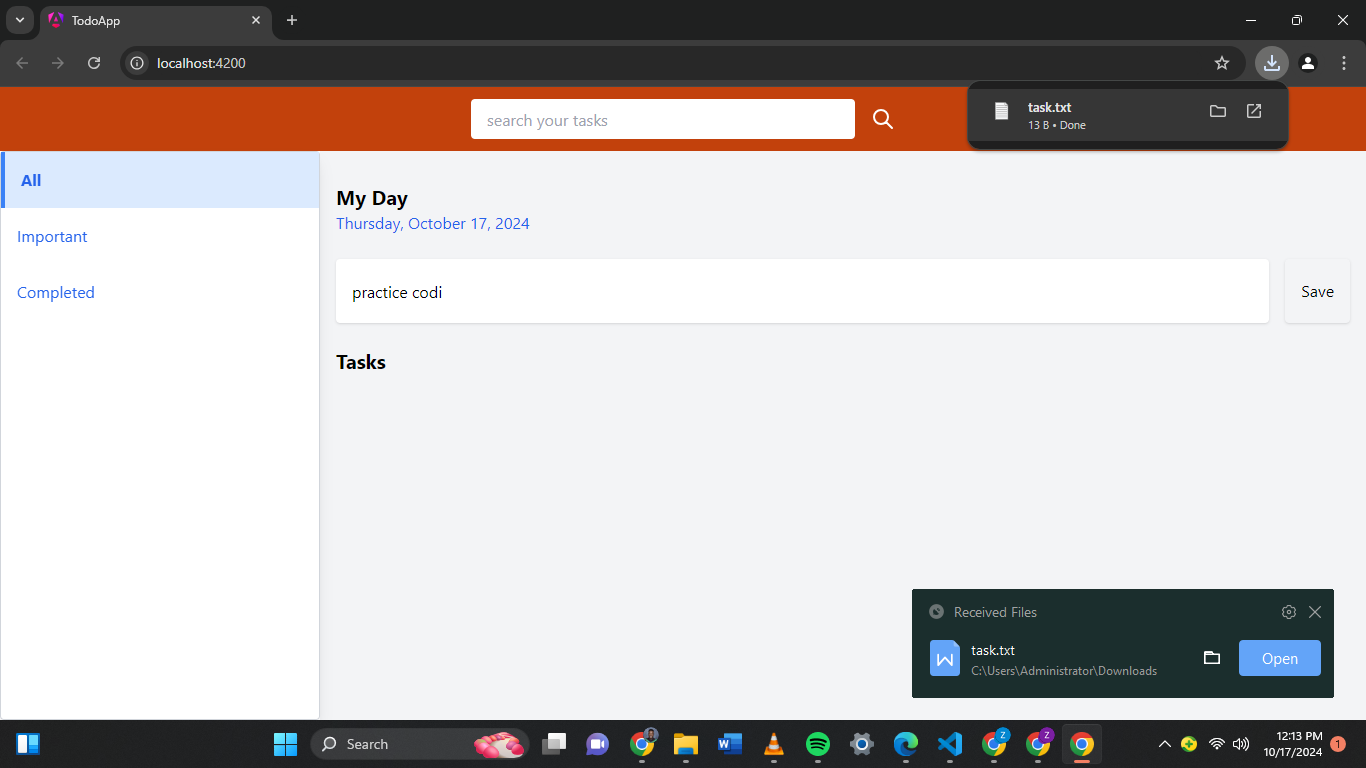 TodoApp
localhost:4200
task.txt
13 B • Done
search your tasks
All
Important
Completed
My Day
Thursday, October 17, 2024
practice codi
Save
Tasks
Received Files
task.txt
C:\Users\Administrator\Downloads
Open
Search
Z
Z
12:13 PM
10/17/2024
1